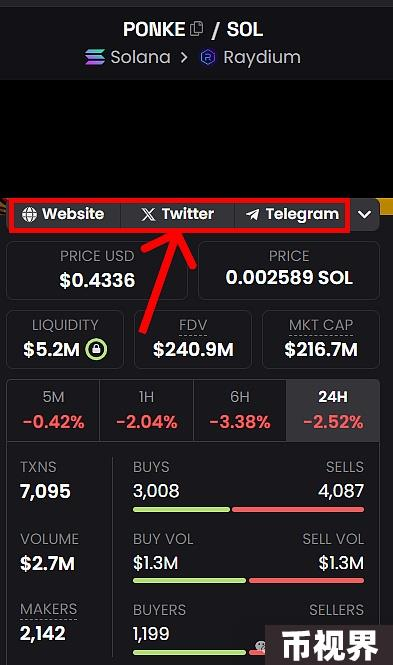 PONKE / SOL
Solana > Raydium
Website Twitter Telegram
PRICE USD PRICE
$0.4336 0.002589 SOL
LIQUIDITY FDV MKT CAP
$5.2M $240.9M $216.7M
5M 1H 6H 24H
-0.42% -2.04% -3.38% -2.52%
TXNS BUYS SELLS
7,095 3,008 4,087
VOLUME BUY VOL SELL VOL
$2.7M $1.3M $1.3M
MAKERS BUYERS SELLERS
2,142 1,199
币视界